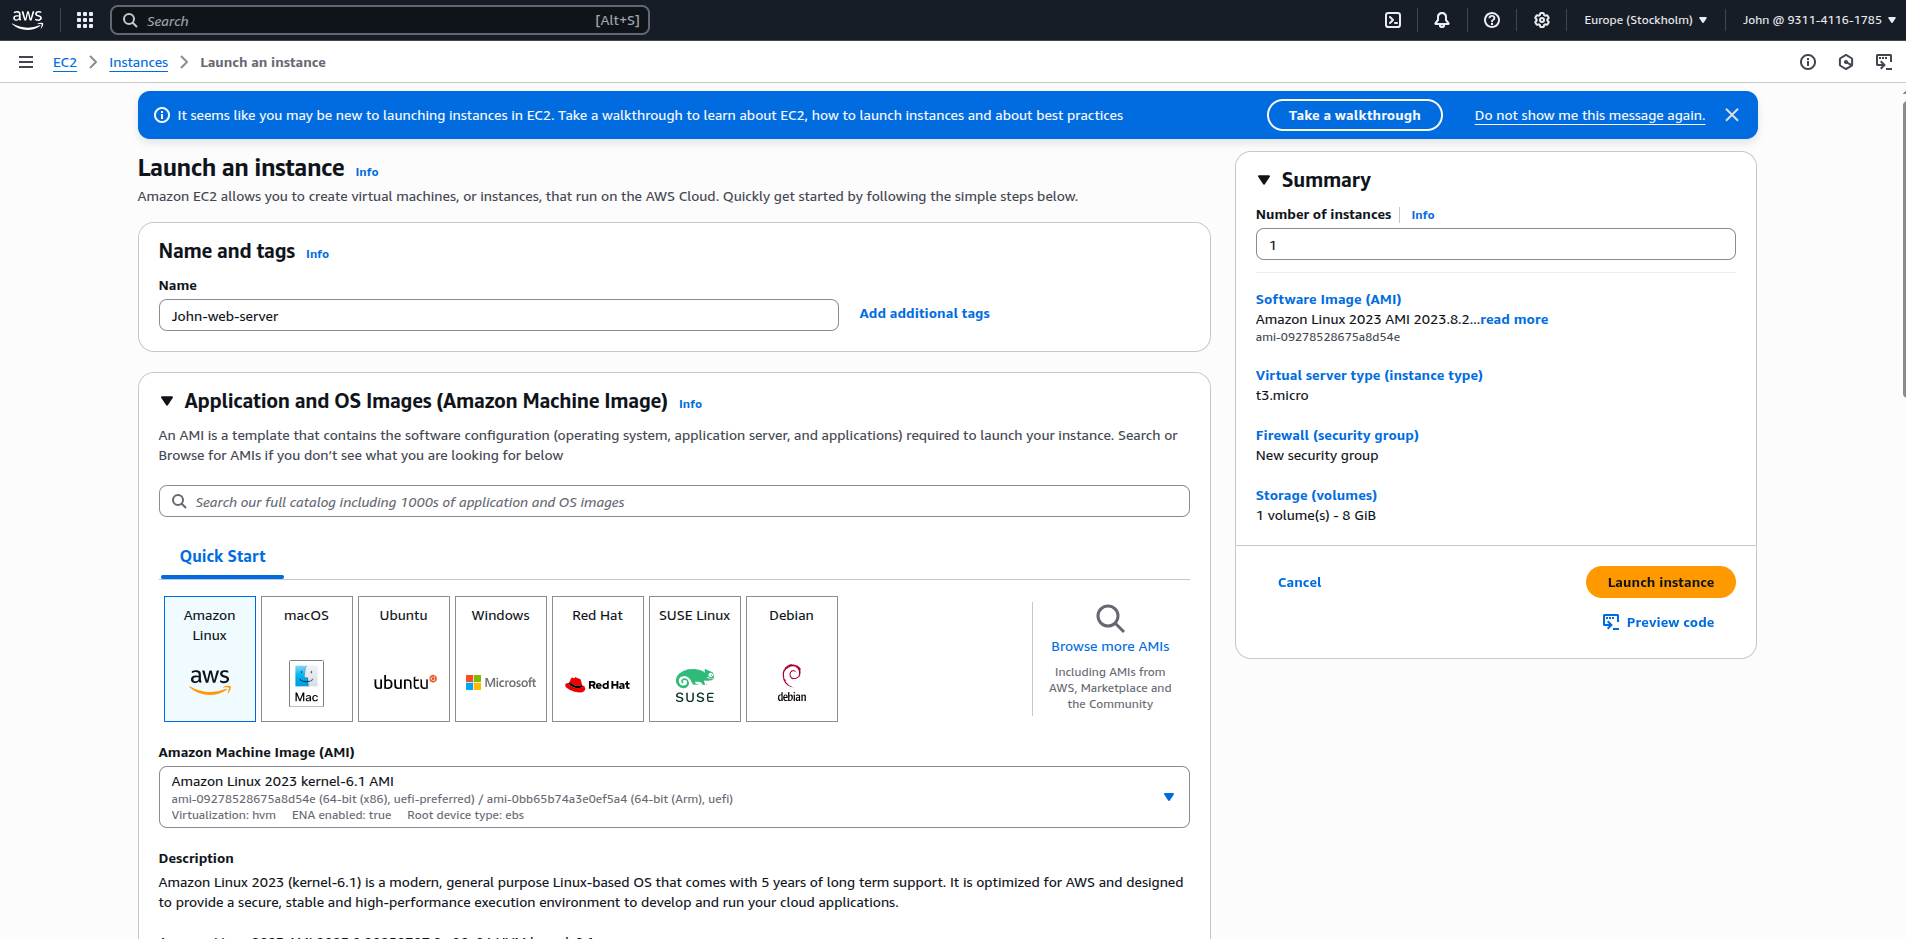 aws
Search
[Alt+S]
Europe (Stockholm)
John @ 9311-4116-1785
EC2
Instances
Launch an instance
It seems like you may be new to launching instances in EC2. Take a walkthrough to learn about EC2, how to launch instances and about best practices
Take a walkthrough
Do not show me this message again.
Launch an instance
Info
Amazon EC2 allows you to create virtual machines, or instances, that run on the AWS Cloud. Quickly get started by following the simple steps below.
Name and tags
Info
Name
John-web-server
Add additional tags
Application and OS Images (Amazon Machine Image)
Info
An AMI is a template that contains the software configuration (operating system, application server, and applications) required to launch your instance. Search or
Browse for AMIs if you don’t see what you are looking for below
Search our full catalog including 1000s of application and OS images
Quick Start
Amazon
Linux
aws
macOS
Mac
Ubuntu
ubuntu
Windows
Microsoft
Red Hat
RedHat
SUSE Linux
SUSE
Debian
debian
Browse more AMIs
Including AMIs from
AWS, Marketplace and
the Community
Amazon Machine Image (AMI)
Amazon Linux 2023 kernel-6.1 AMI
ami-09278528675a8d54e (64-bit (x86), uefi-preferred) / ami-0bb65b74a3e0ef5a4 (64-bit (Arm), uefi)
Virtualization: hvm
ENA enabled: true
Root device type: ebs
Description
Amazon Linux 2023 (kernel-6.1) is a modern, general purpose Linux-based OS that comes with 5 years of long term support. It is optimized for AWS and designed
to provide a secure, stable and high-performance execution environment to develop and run your cloud applications.
Summary
Number of instances
Info
1
Software Image (AMI)
Amazon Linux 2023 AMI 2023.8.2...read more
ami-09278528675a8d54e
Virtual server type (instance type)
t3.micro
Firewall (security group)
New security group
Storage (volumes)
1 volume(s) - 8 GiB
Cancel
Launch instance
Preview code